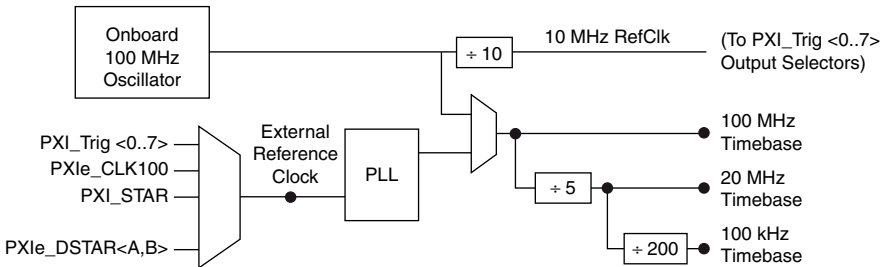 Onboard
100 MHz
Oscillator
÷ 10
10 MHz RefClk
(To PXI_Trig <0..7>
Output Selectors)
PXI_Trig <0..7>
PXIe_CLK100
PXI_STAR
PXIe_DSTAR<A,B>
External
Reference
Clock
PLL
100 MHz
Timebase
÷ 5
20 MHz
Timebase
÷ 200
100 kHz
Timebase